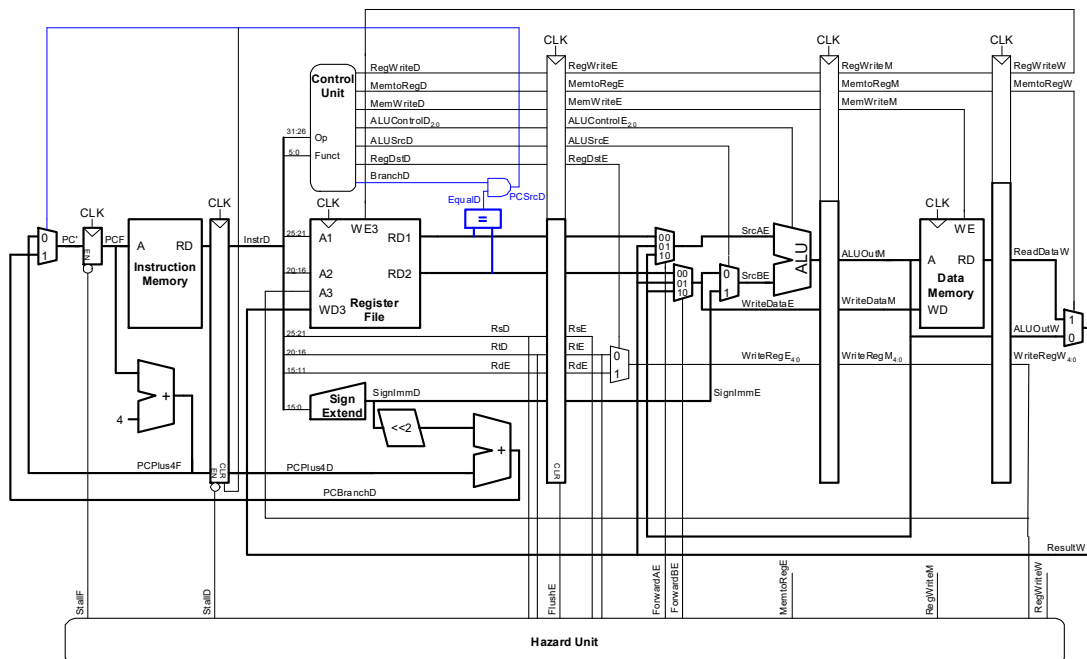 CLK
CLK
CLK
Control
Unit
RegWriteD
MemtoRegD
MemWriteD
ALUControlD2:0
ALUSrcD
RegDstD
BranchD
31:26
Op
5:0
Funct
RegWriteE
MemtoRegE
MemWriteE
ALUControlE2:0
ALUSrcE
RegDstE
RegWriteM
MemtoRegM
MemWriteM
RegWriteW
MemtoRegW
EqualD
PCSrcD
=
CLK
CLK
CLK
CLK
0
1
PC'
EN
PCF
A
RD
Instruction
Memory
InstrD
25:21
A1
WE3
RD1
20:16
A2
RD2
A3
Register
File
WD3
00
01
10
00
01
10
SrcAE
0
1
SrcBE
ALU
WriteDataE
ALUOutM
WriteDataM
WE
A
RD
Data
Memory
WD
ReadDataW
ALUOutW
1
0
25:21
RsD
RsE
20:16
RtD
RtE
15:11
RdE
RdE
0
1
WriteRegE4:0
WriteRegM4:0
WriteRegW4:0
15:0
Sign
Extend
SignImmD
SignImmE
<<2
+
4
+
PCPlus4F
EN
CLR
PCPlus4D
CLR
PCBranchD
ResultW
StallF
StallD
FlushE
ForwardAE
ForwardBE
MemtoRegE
RegWriteM
RegWriteW
Hazard Unit